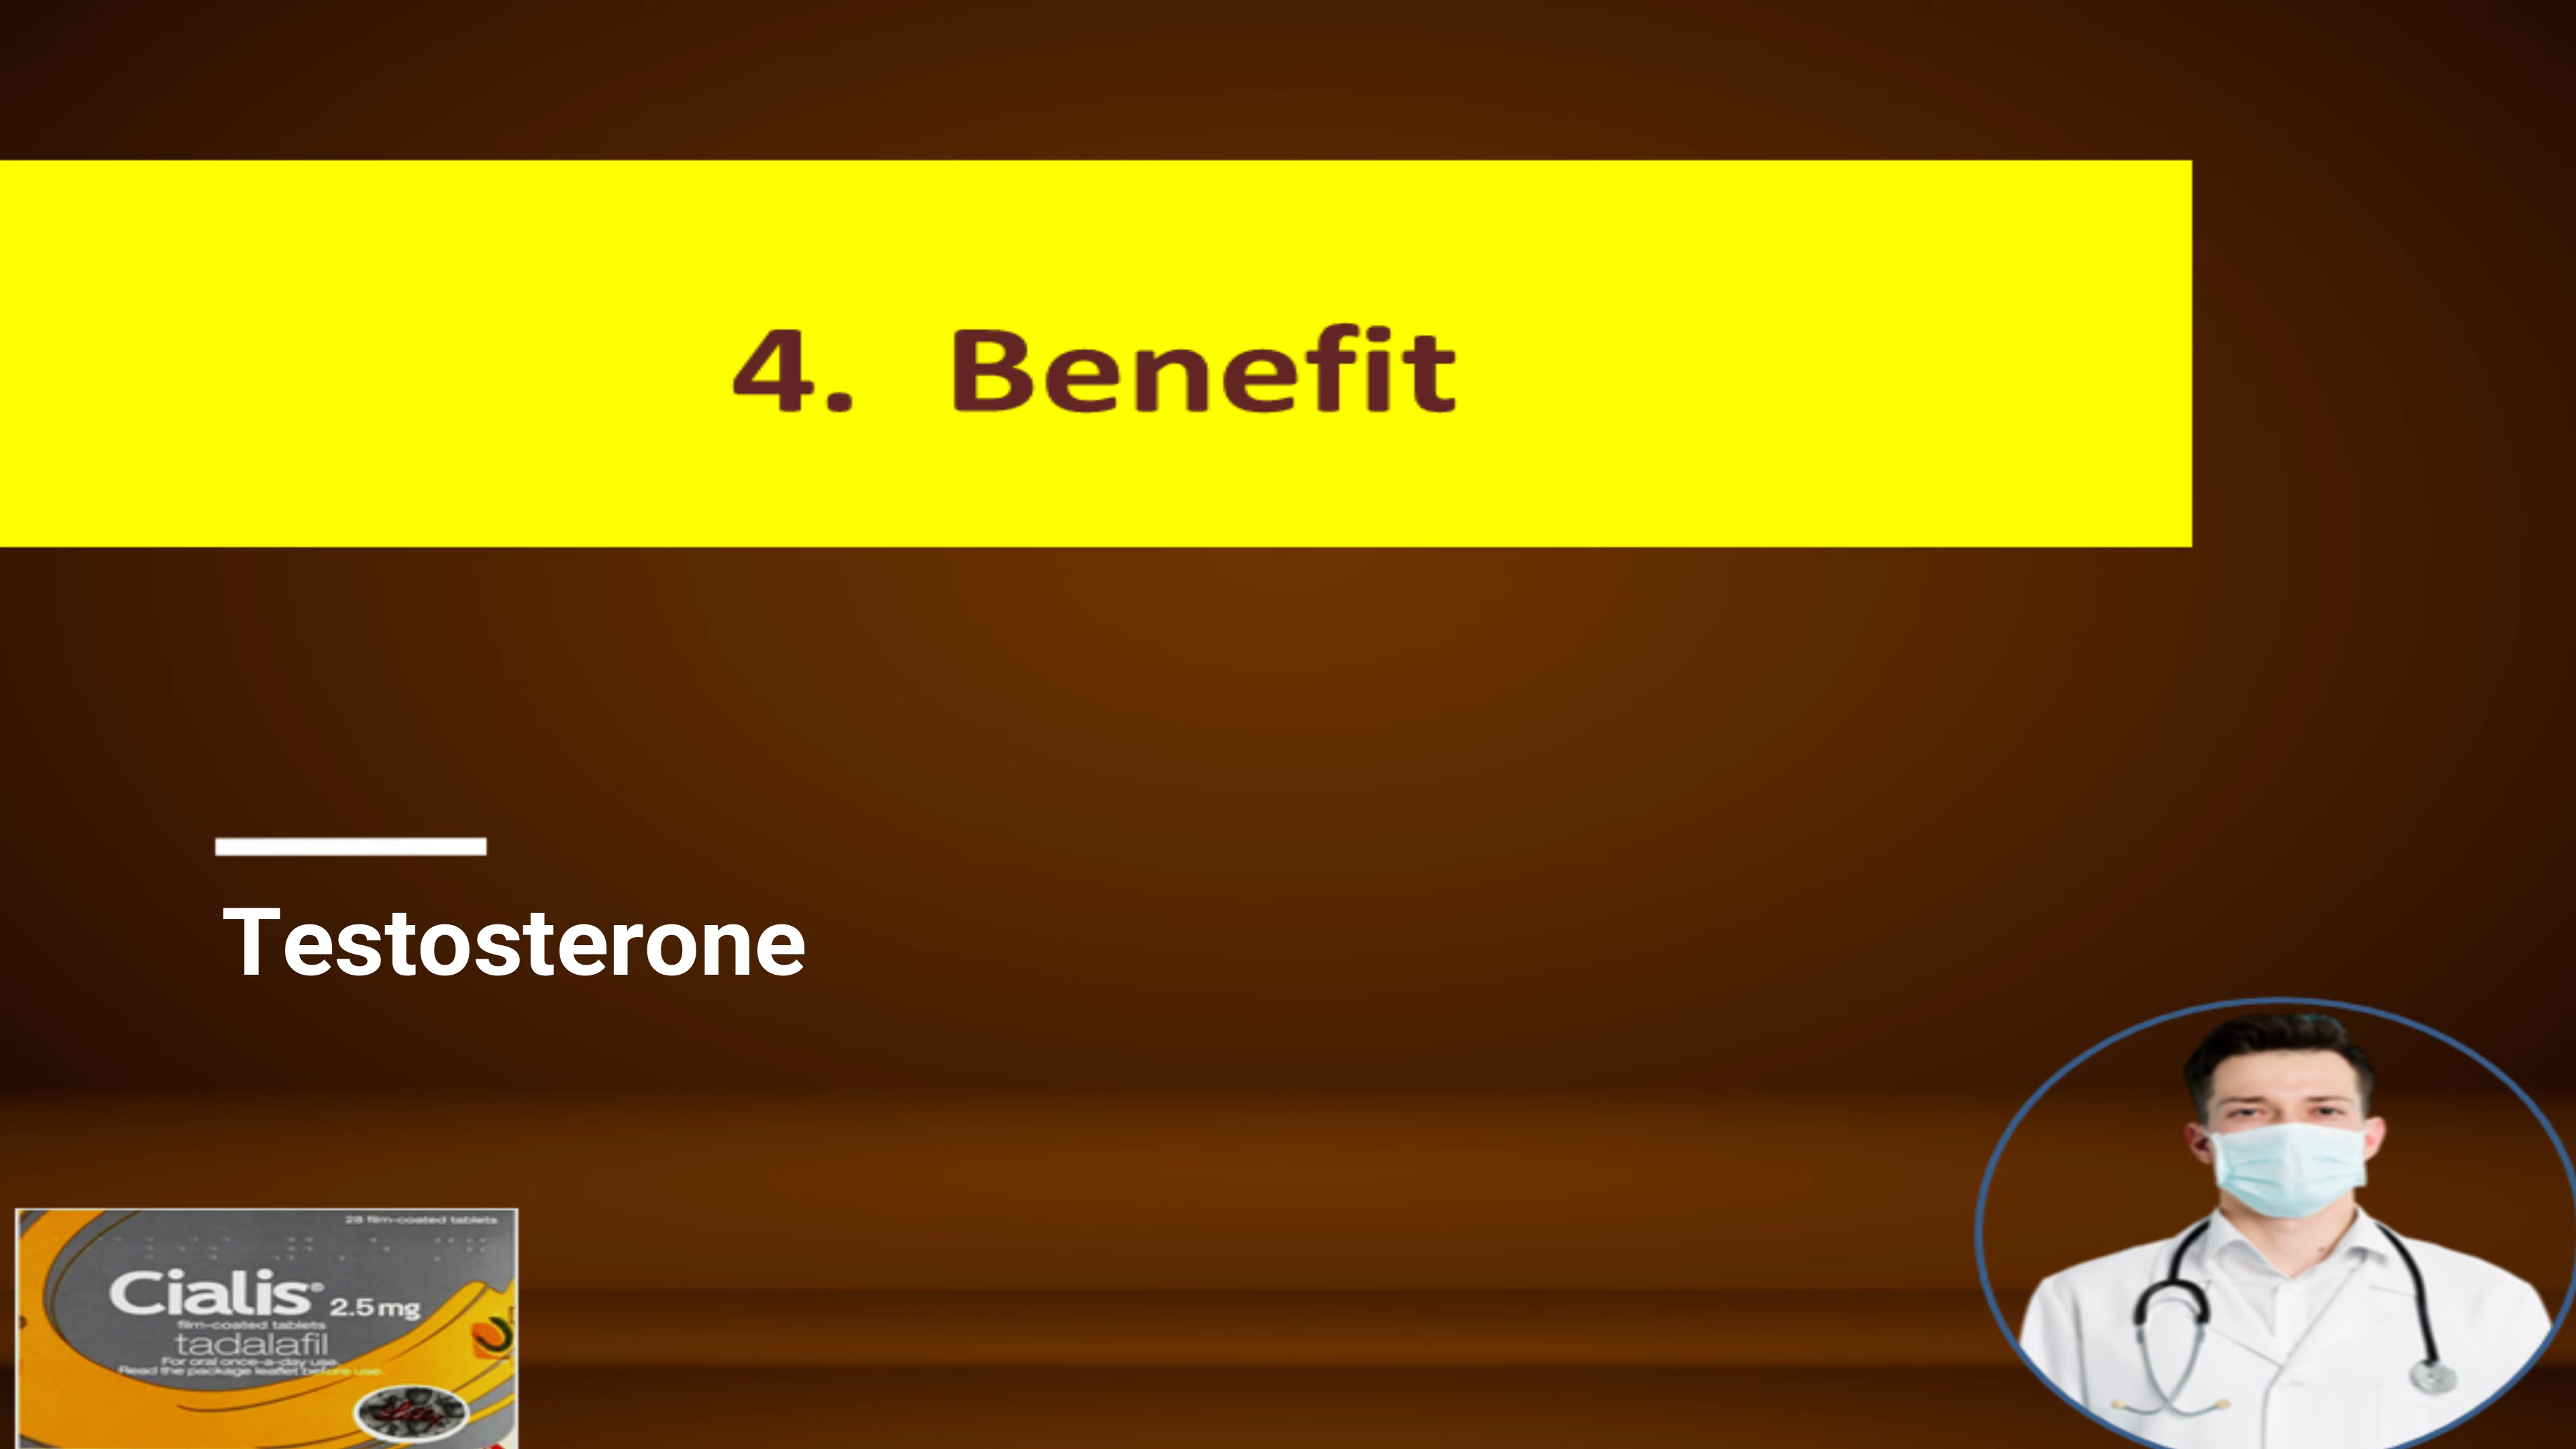 4. Benefit
Testosterone
28 film-coated tablets
Cialis® 2.5 mg
film-coated tablets
tadalafil
For oral once-a-day use.
Read the package leaflet before use.
Lilly